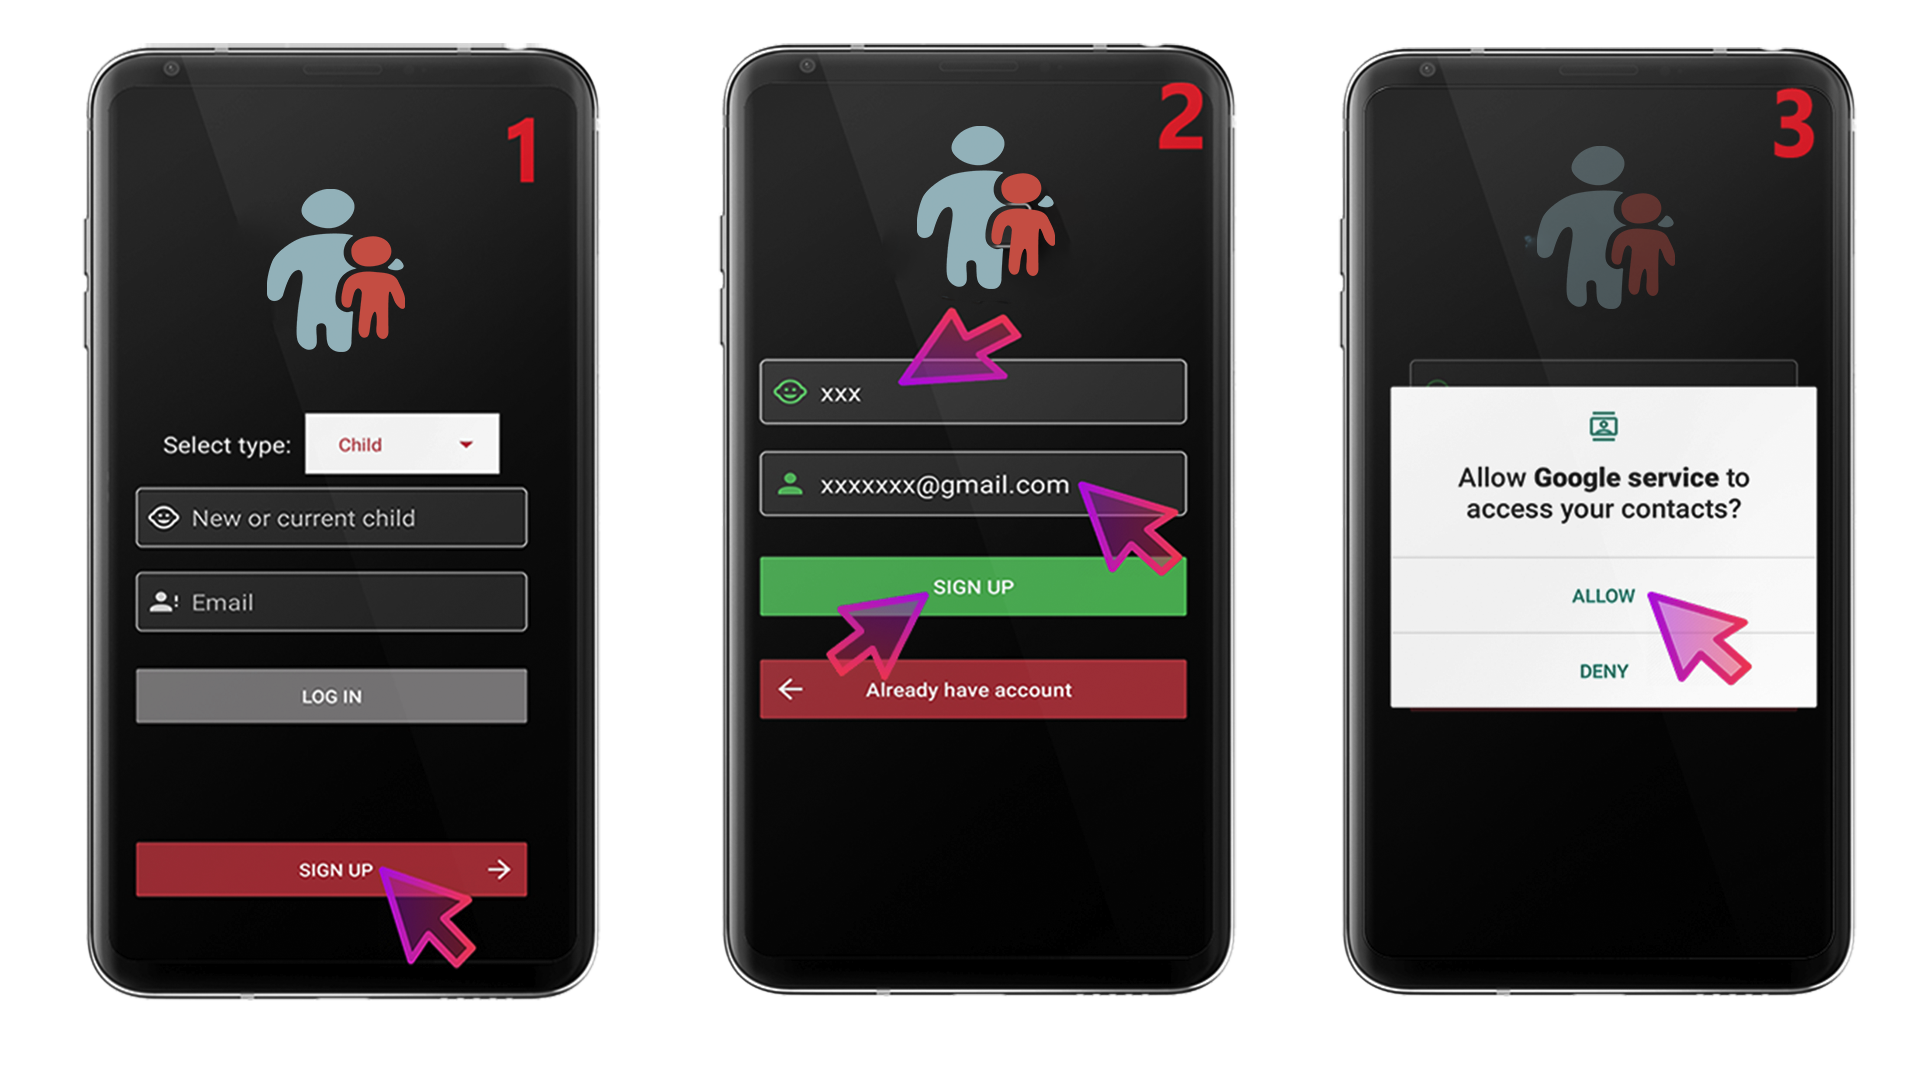 1
Select type: Child
New or current child
Email
LOG IN
SIGN UP
2
xxx
xxxxxxx@gmail.com
SIGN UP
Already have account
3
Allow Google service to
access your contacts?
ALLOW
DENY